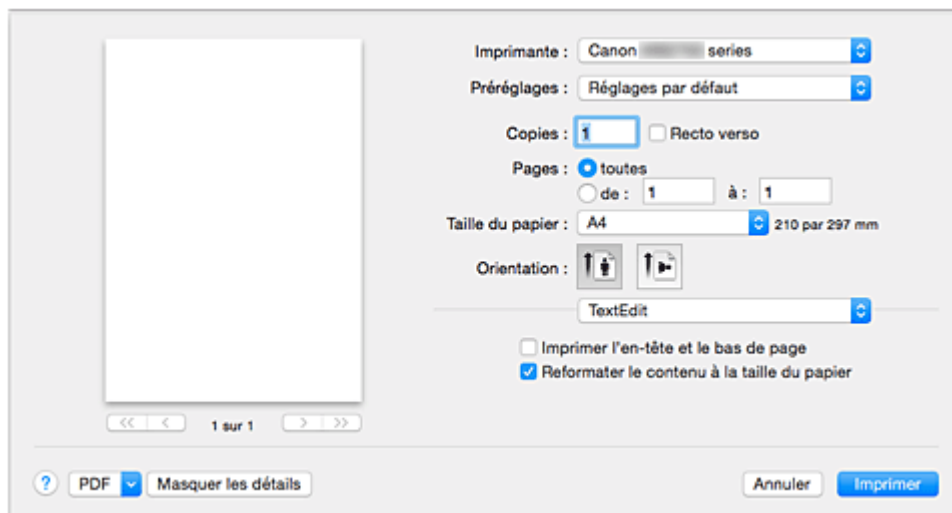 Imprimante : Canon series
Préréglages : Réglages par défaut
Copies : 1 Recto verso
Pages : toutes
de : 1 à : 1
Taille du papier : A4 210 par 297 mm
Orientation :
TextEdit
Imprimer l'en-tête et le bas de page
Reformater le contenu à la taille du papier
1 sur 1
? PDF Masquer les détails Annuler Imprimer